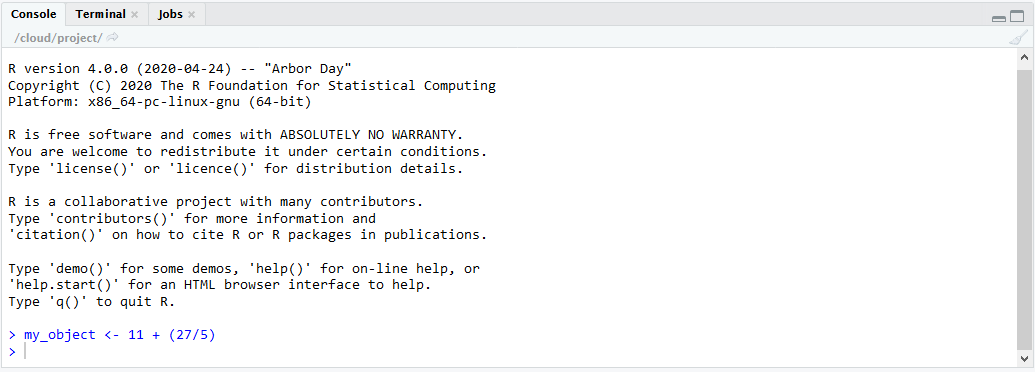 Console Terminal Jobs
/cloud/project/
R version 4.0.0 (2020-04-24) -- "Arbor Day"
Copyright (C) 2020 The R Foundation for Statistical Computing
Platform: x86_64-pc-linux-gnu (64-bit)

R is free software and comes with ABSOLUTELY NO WARRANTY.
You are welcome to redistribute it under certain conditions.
Type 'license()' or 'licence()' for distribution details.

R is a collaborative project with many contributors.
Type 'contributors()' for more information and
'citation()' on how to cite R or R packages in publications.

Type 'demo()' for some demos, 'help()' for on-line help, or
'help.start()' for an HTML browser interface to help.
Type 'q()' to quit R.

> my_object <- 11 + (27/5)
>